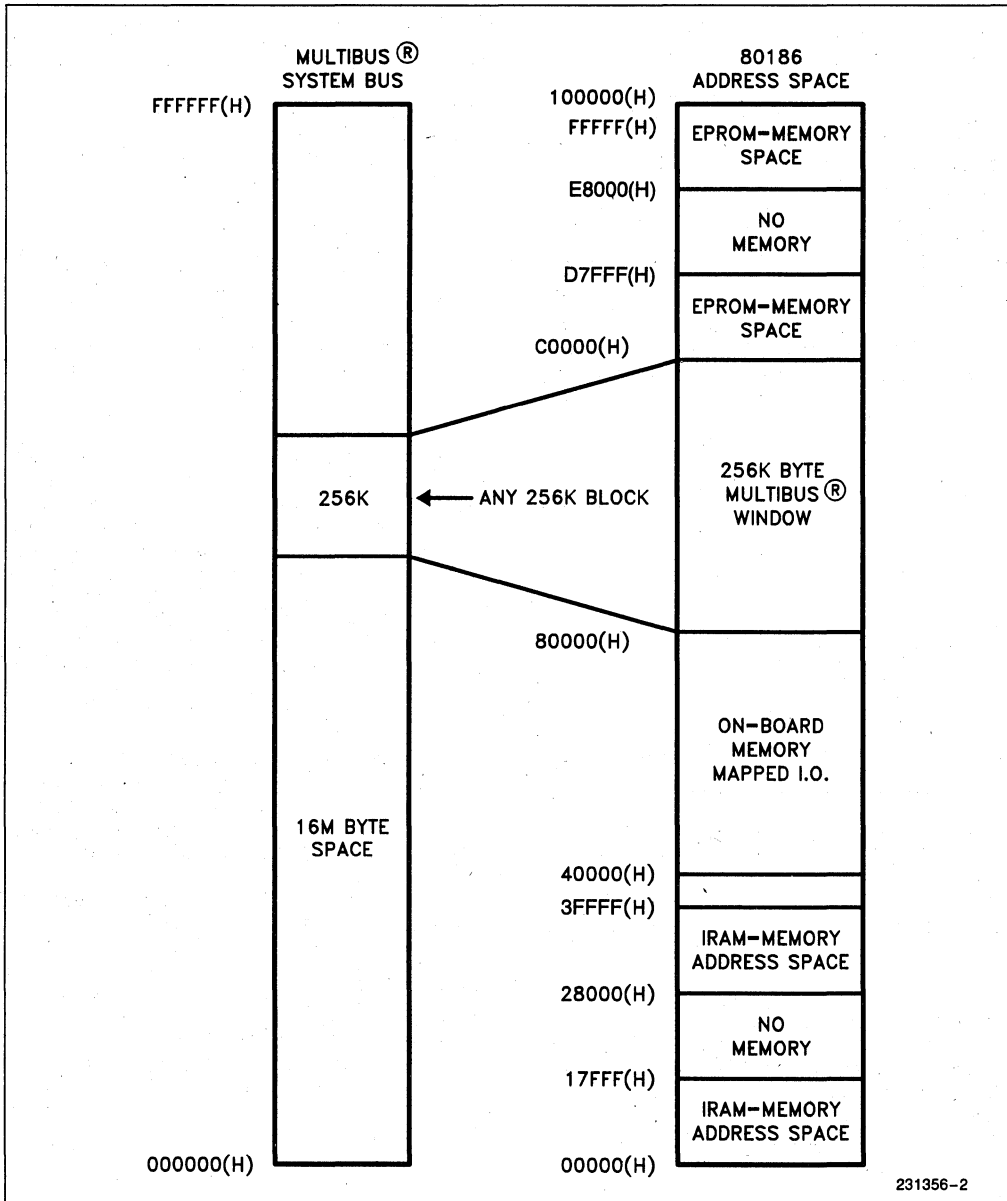 MULTIBUS ®
SYSTEM BUS
FFFFFF(H)
256K
16M BYTE
SPACE
000000(H)
ANY 256K BLOCK
80186
ADDRESS SPACE
100000(H)
FFFFF(H)
EPROM-MEMORY
SPACE
E8000(H)
NO
MEMORY
D7FFF(H)
EPROM-MEMORY
SPACE
C0000(H)
256K BYTE
MULTIBUS ®
WINDOW
80000(H)
ON-BOARD
MEMORY
MAPPED I.O.
40000(H)
3FFFF(H)
IRAM-MEMORY
ADDRESS SPACE
28000(H)
NO
MEMORY
17FFF(H)
IRAM-MEMORY
ADDRESS SPACE
00000(H)
231356-2